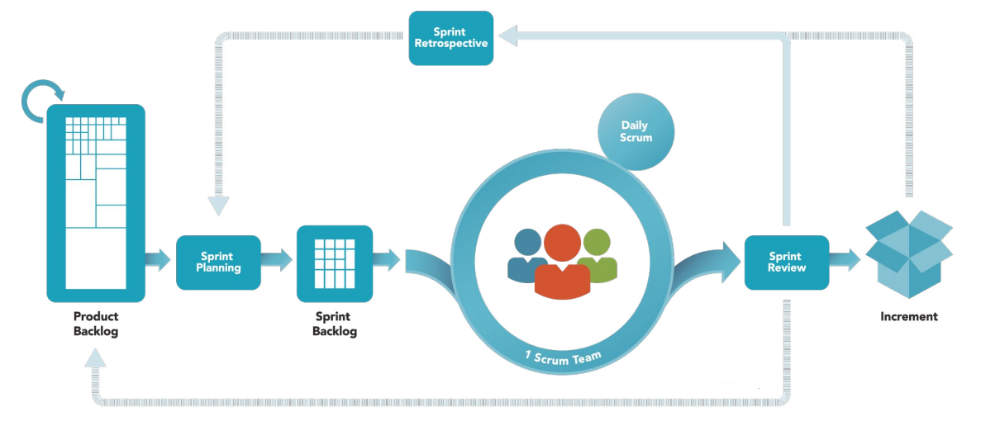 Sprint
Retrospective
Daily
Scrum
Sprint
Planning
Sprint
Review
Product
Backlog
Sprint
Backlog
Increment
1 Scrum Team